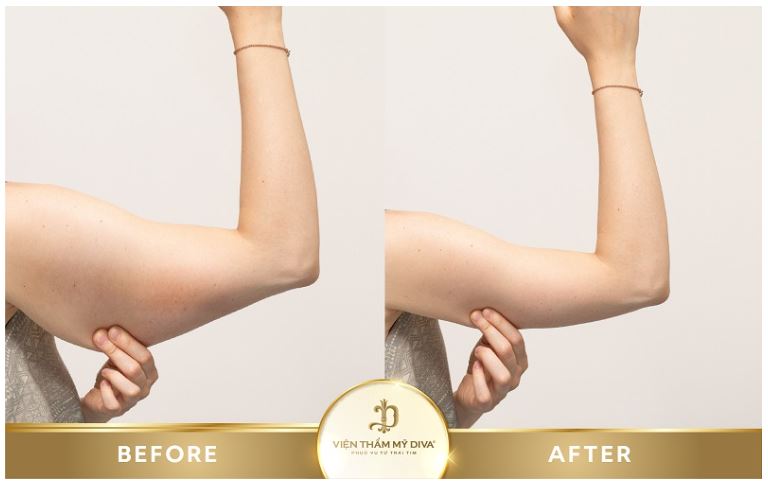 VIỆN THẨM MỸ DIVA®
PHỤC VỤ TỪ TRÁI TIM
BEFORE
AFTER